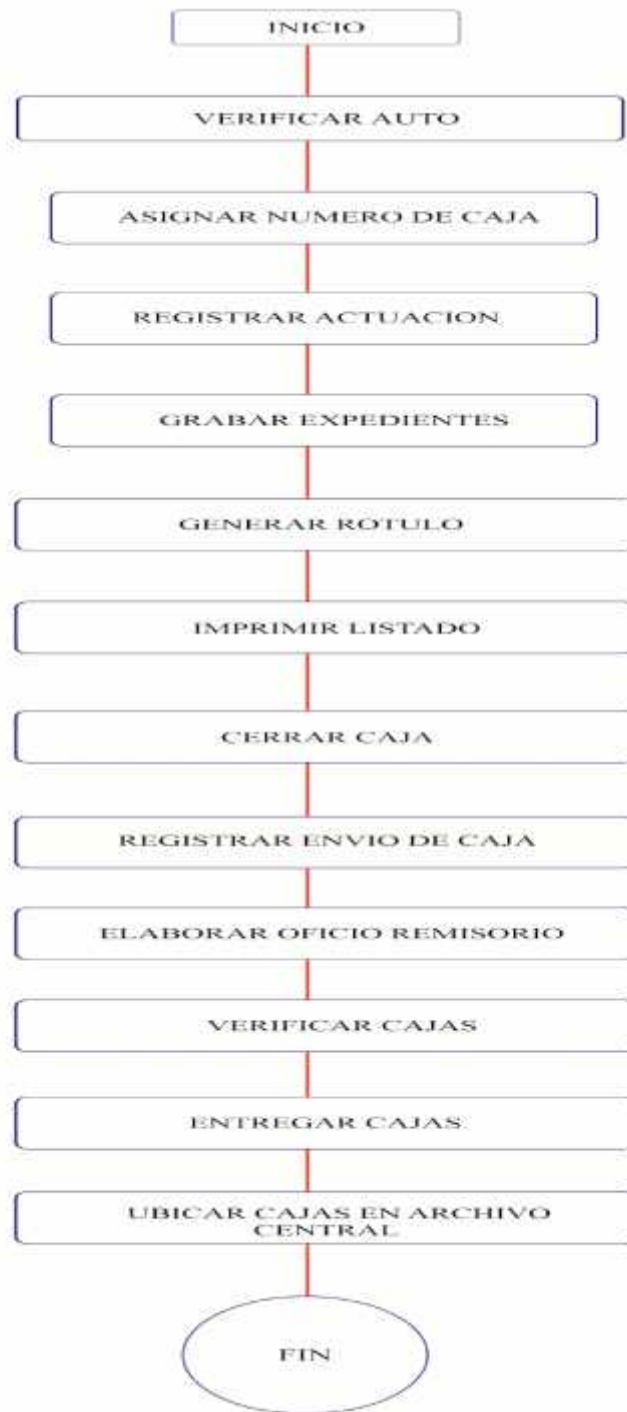 INICIO
VERIFICAR AUTO
ASIGNAR NUMERO DE CAJA
REGISTRAR ACTUACION
GRABAR EXPEDIENTES
GENERAR ROTULO
IMPRIMIR LISTADO
CERRAR CAJA
REGISTRAR ENVIO DE CAJA
ELABORAR OFICIO REMISORIO
VERIFICAR CAJAS
ENTREGAR CAJAS
UBICAR CAJAS EN ARCHIVO
CENTRAL
FIN